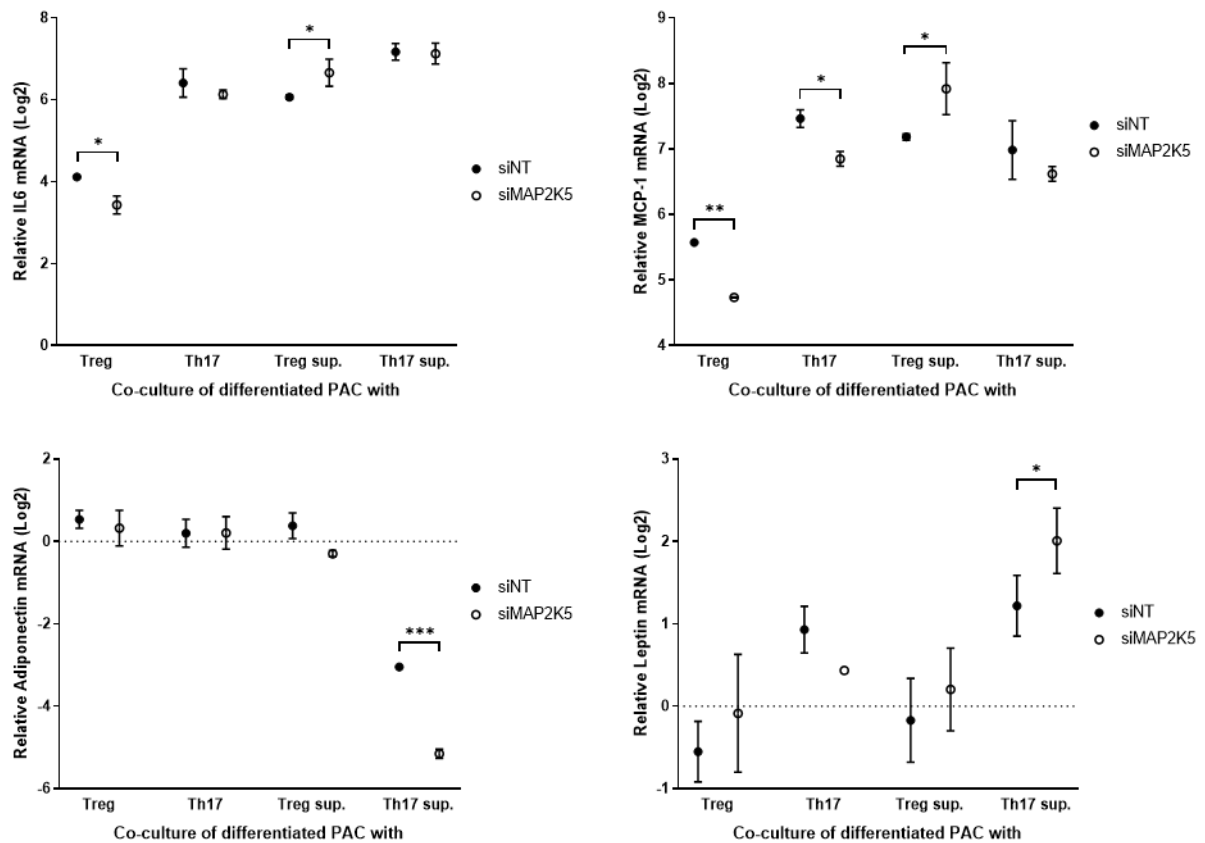 Relative IL6 mRNA (Log2)
8
6
4
2
0
*
*
Treg Th17 Treg sup. Th17 sup.
Co-culture of differentiated PAC with
siNT
siMAP2K5
Relative MCP-1 mRNA (Log2)
9
8
7
6
5
4
**
*
*
Treg Th17 Treg sup. Th17 sup.
Co-culture of differentiated PAC with
siNT
siMAP2K5
Relative Adiponectin mRNA (Log2)
2
0
-2
-4
-6
***
Treg Th17 Treg sup. Th17 sup.
Co-culture of differentiated PAC with
siNT
siMAP2K5
Relative Leptin mRNA (Log2)
3
2
1
0
-1
*
Treg Th17 Treg sup. Th17 sup.
Co-culture of differentiated PAC with
siNT
siMAP2K5